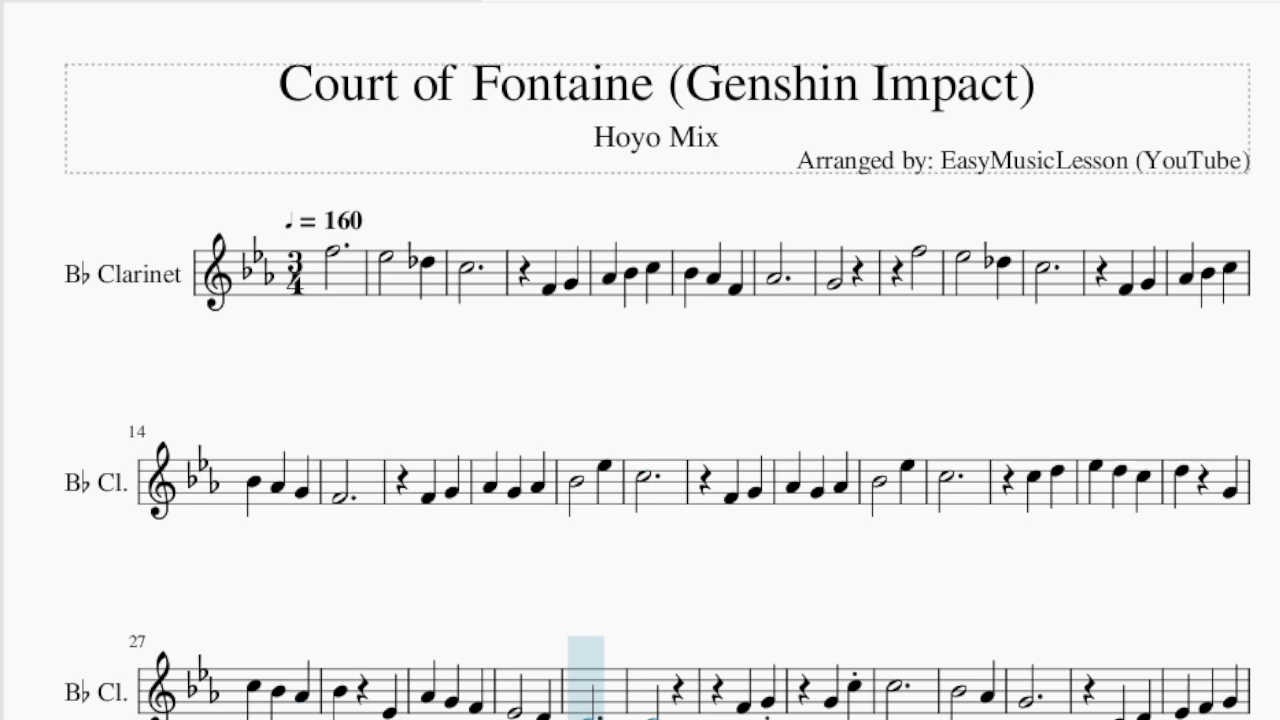 Court of Fontaine (Genshin Impact)
Hoyo Mix
Arranged by: EasyMusicLesson (YouTube)
♩ = 160
B♭ Clarinet
3
4
14
B♭ Cl.
27
B♭ Cl.